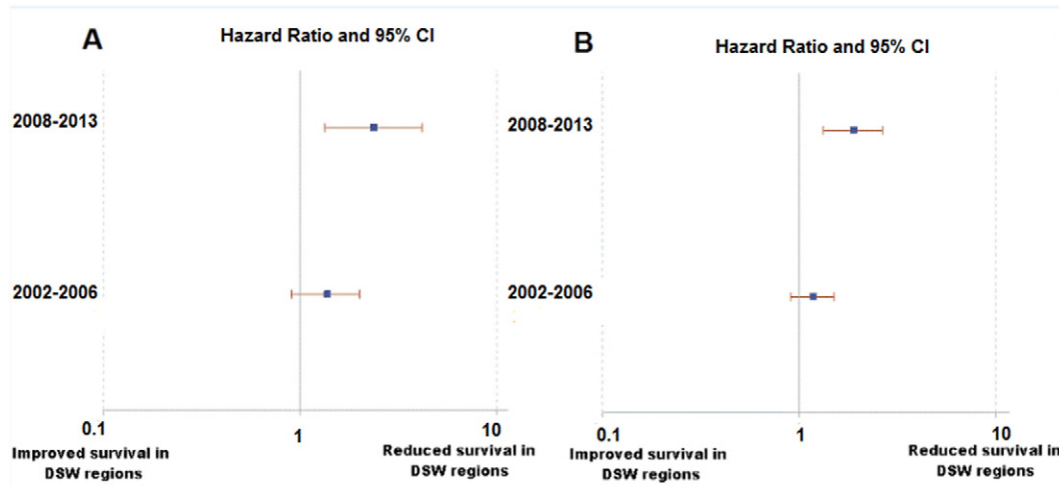 A
Hazard Ratio and 95% CI
2008-2013
2002-2006
0.1
1
10
Improved survival in
DSW regions
Reduced survival in
DSW regions
B
Hazard Ratio and 95% CI
2008-2013
2002-2006
0.1
1
10
Improved survival in
DSW regions
Reduced survival in
DSW regions